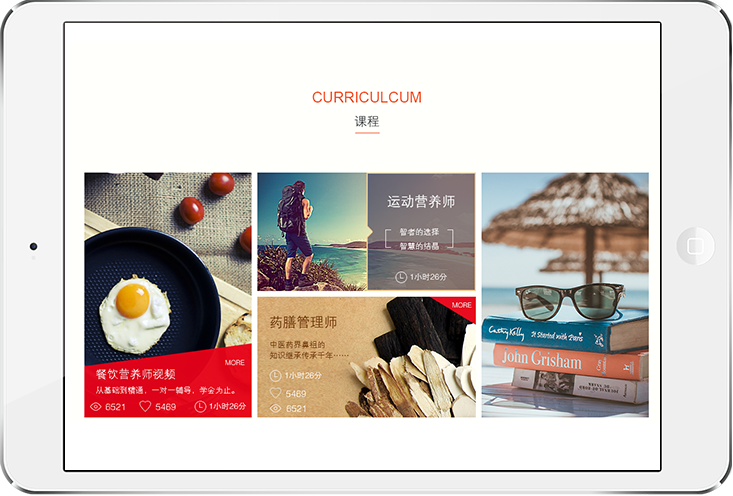 CURRICULCUM
课程
运动营养师
智者的选择
智慧的结晶
1小时26分
MORE
药膳管理师
中医药界鼻祖的
知识继承传承千年······
1小时26分
5469
6521
MORE
餐饮营养师视频
从基础到精通，一对一辅导，学会为止。
6521 5469 1小时26分
Cathy Kelly It Started with Paris
John Grisham